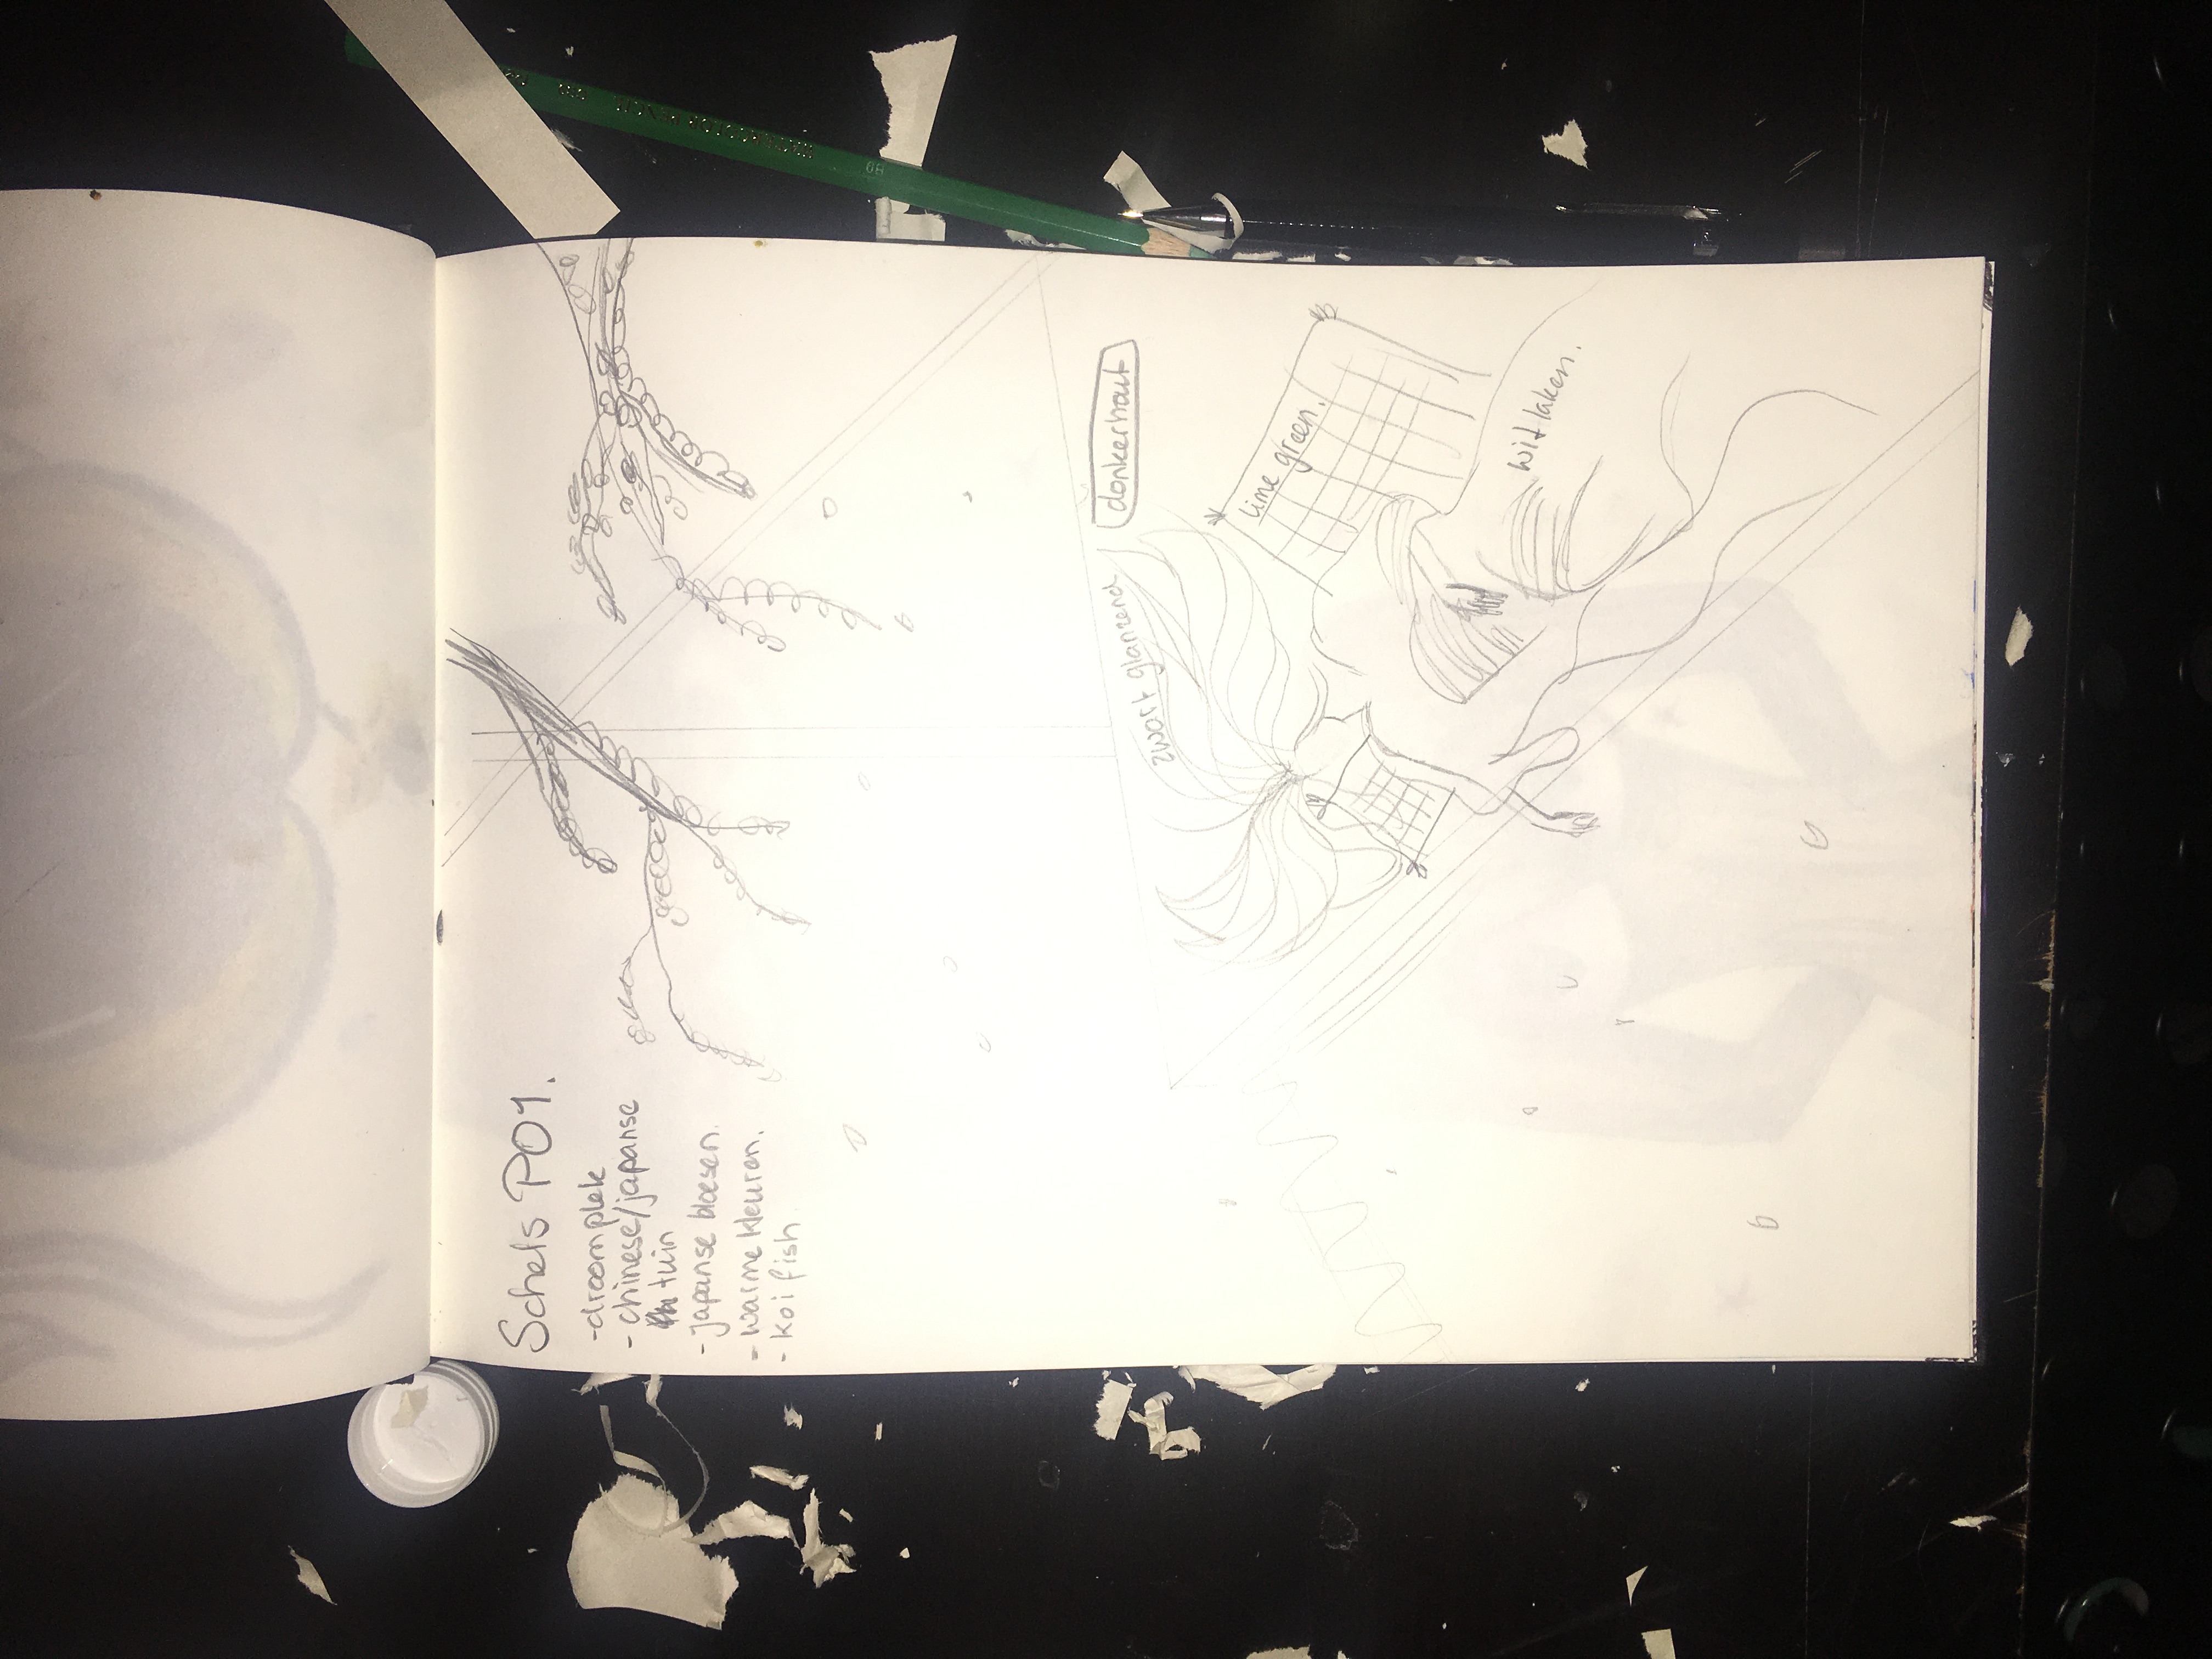 Schets PO1.
-droomplek
- chinese/japanse
tuin
- japanse bloesen.
- warme kleuren.
- koi fish
zwart glanzend
donkerhout
lime green.
wit laken.